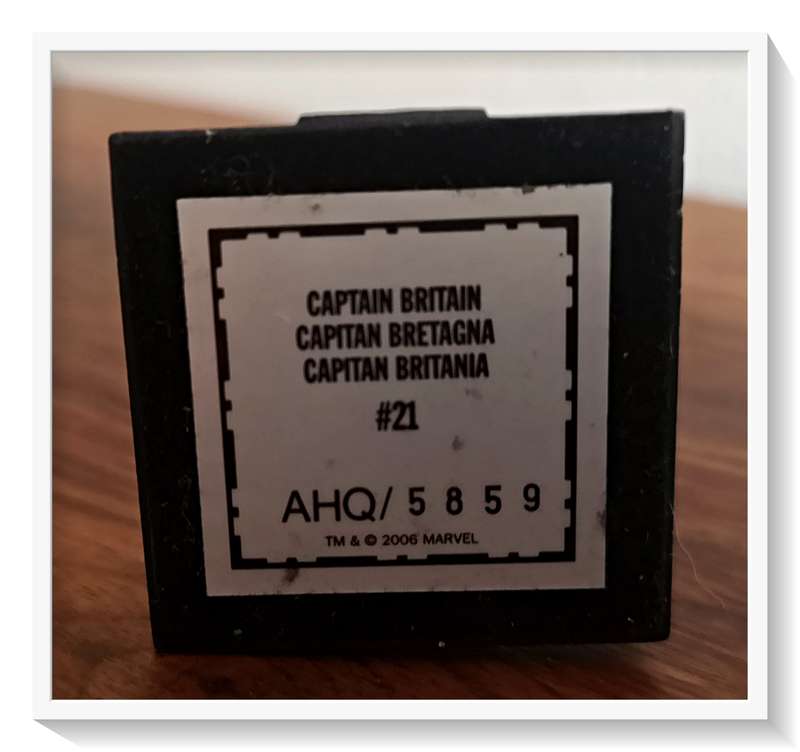 CAPTAIN BRITAIN
CAPITAN BRETAGNA
CAPITAN BRITANIA
#21
AHQ/ 5 8 5 9
TM & © 2006 MARVEL